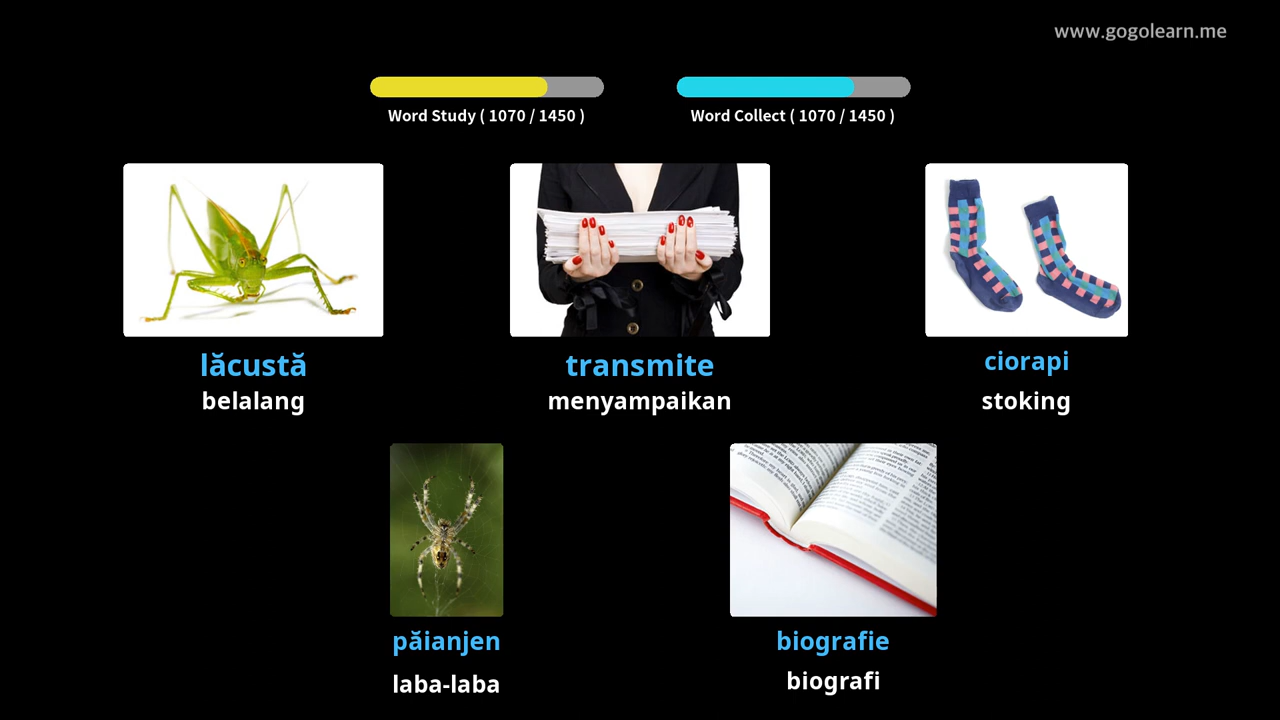 www.gogolearn.me
Word Study ( 1070 / 1450 )
Word Collect ( 1070 / 1450 )
lăcustă
belalang
transmite
menyampaikan
ciorapi
stoking
păianjen
laba-laba
biografie
biografi